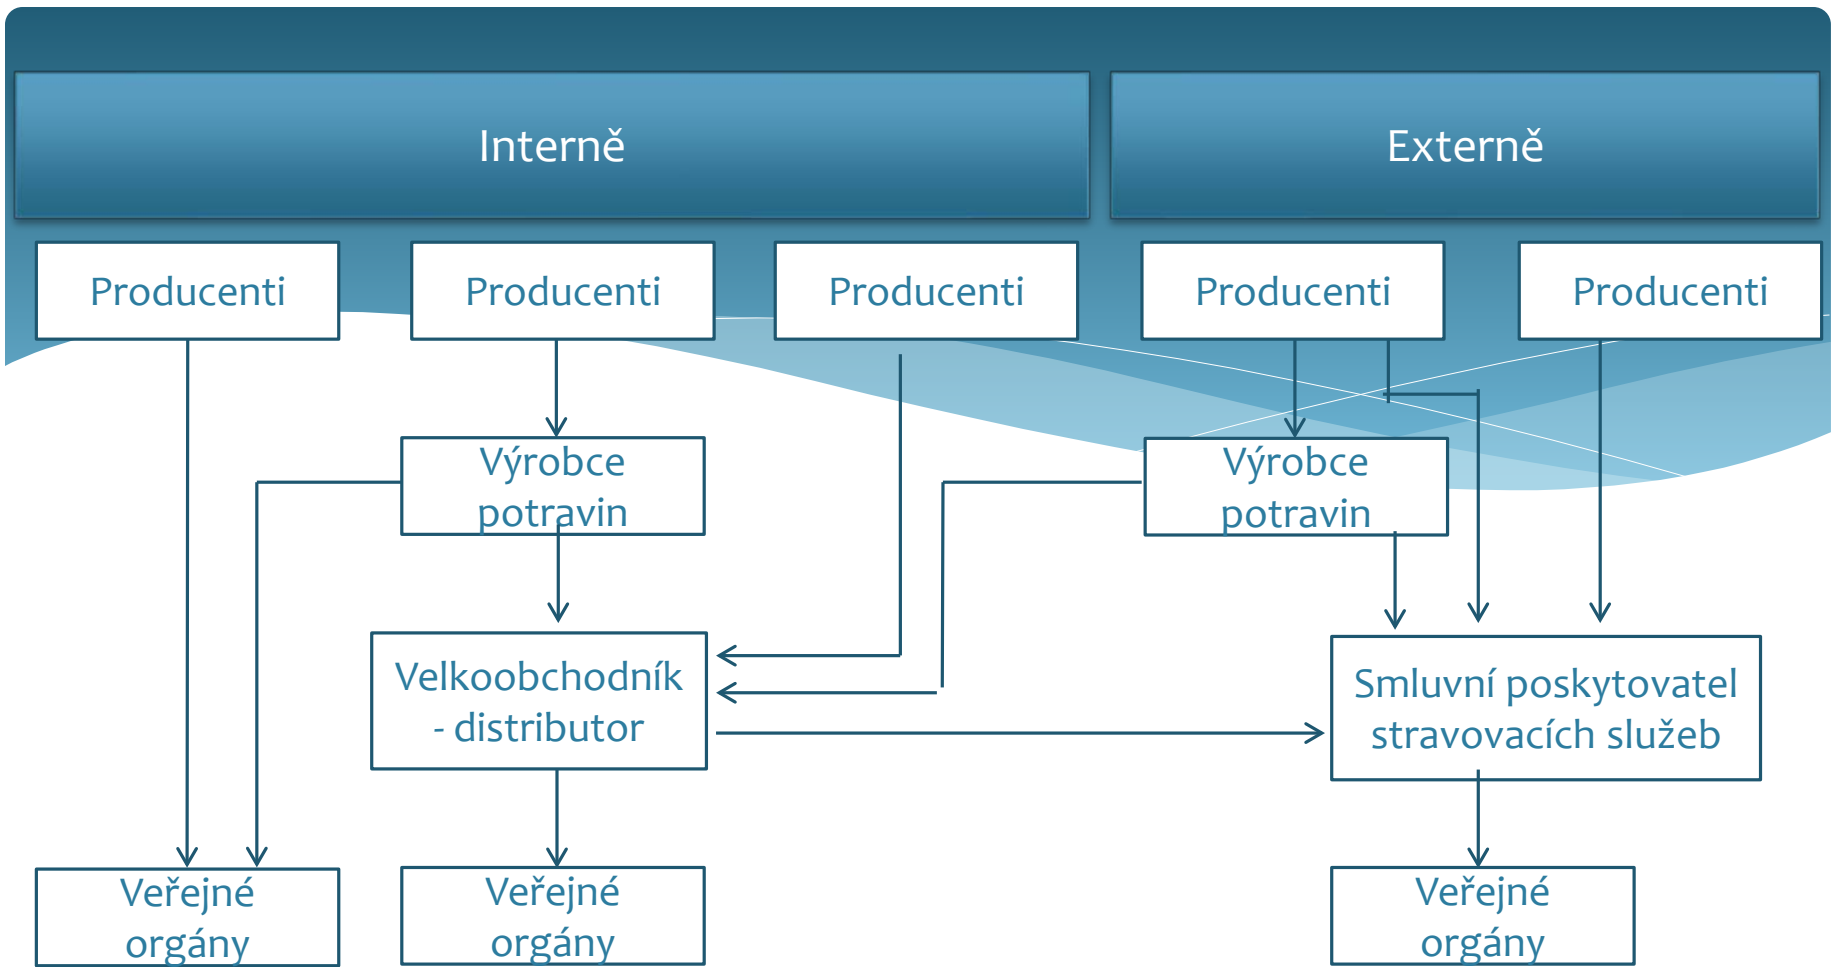 Interně
Externě
Producenti
Producenti
Producenti
Producenti
Producenti
Výrobce
potravin
Výrobce
potravin
Velkoobchodník
- distributor
Smluvní poskytovatel
stravovacích služeb
Veřejné
orgány
Veřejné
orgány
Veřejné
orgány